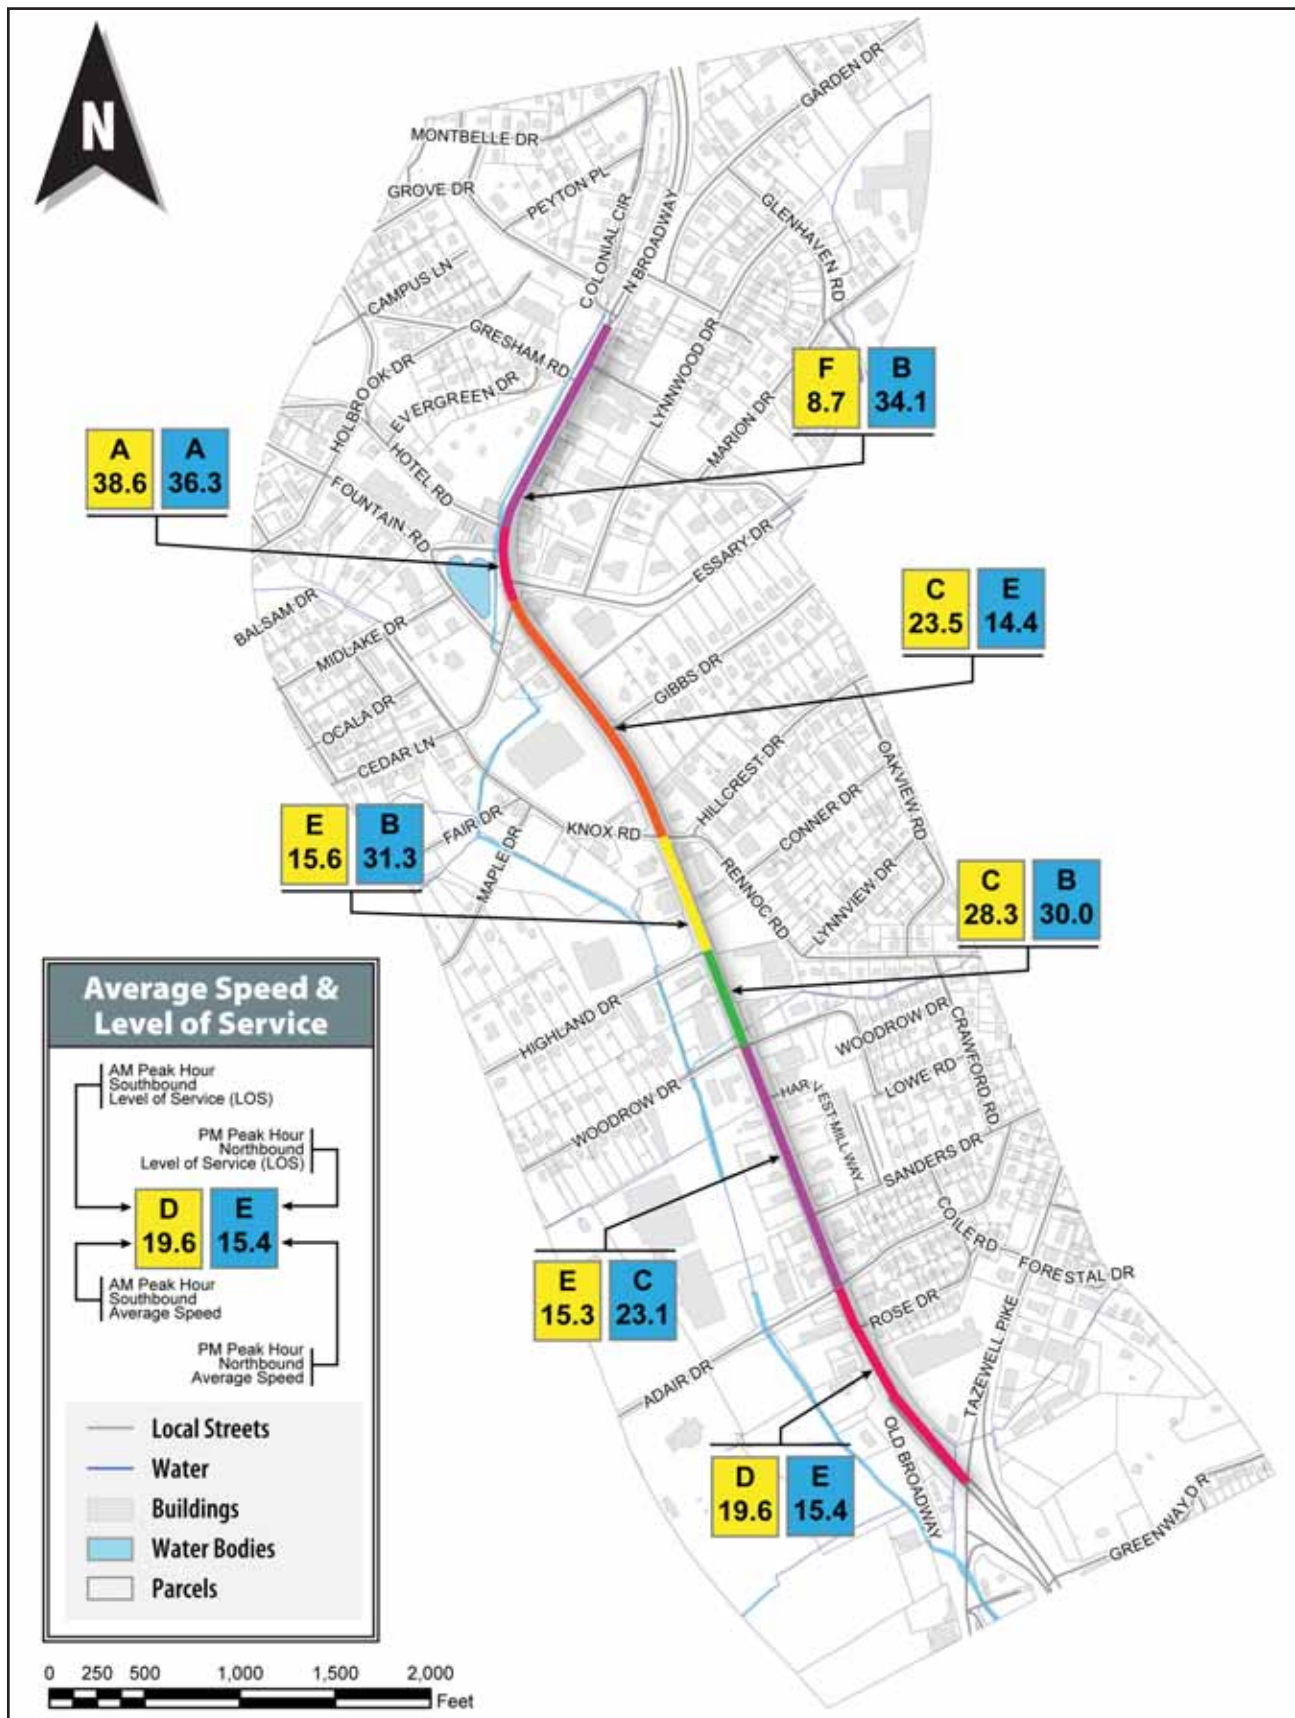 N
MONTBELLE DR
GARDEN DR
GROVE DR
PEYTON PL
COLONIAL CIR
N BROADWAY
GLENHAVEN RD
CAMPUS LN
GRESHAM RD
HOLBROOK DR
EVERGREEN DR
LYNNWOOD DR
MARION DR
F
8.7
B
34.1
A
38.6
A
36.3
HOTEL RD
FOUNTAIN RD
ESSARY DR
BALSAM DR
MIDLAKE DR
C
23.5
E
14.4
GIBBS DR
OCALA DR
CEDAR LN
HILLCREST DR
OAKVIEW RD
CONNER DR
E
15.6
B
31.3
FAIR DR
MAPLE DR
KNOX RD
RENNOC RD
LYNNVIEW DR
C
28.3
B
30.0
HIGHLAND DR
WOODROW DR
CRAWFORD RD
LOWE RD
WOODROW DR
HARVEST MILL WAY
SANDERS DR
COILE RD
FORESTAL DR
E
15.3
C
23.1
ROSE DR
TAZEWELL PIKE
ADAIR DR
OLD BROADWAY
D
19.6
E
15.4
GREENWAY DR
Average Speed &
Level of Service
AM Peak Hour
Southbound
Level of Service (LOS)
PM Peak Hour
Northbound
Level of Service (LOS)
D
19.6
E
15.4
AM Peak Hour
Southbound
Average Speed
PM Peak Hour
Northbound
Average Speed
Local Streets
Water
Buildings
Water Bodies
Parcels
0 250 500 1,000 1,500 2,000
Feet